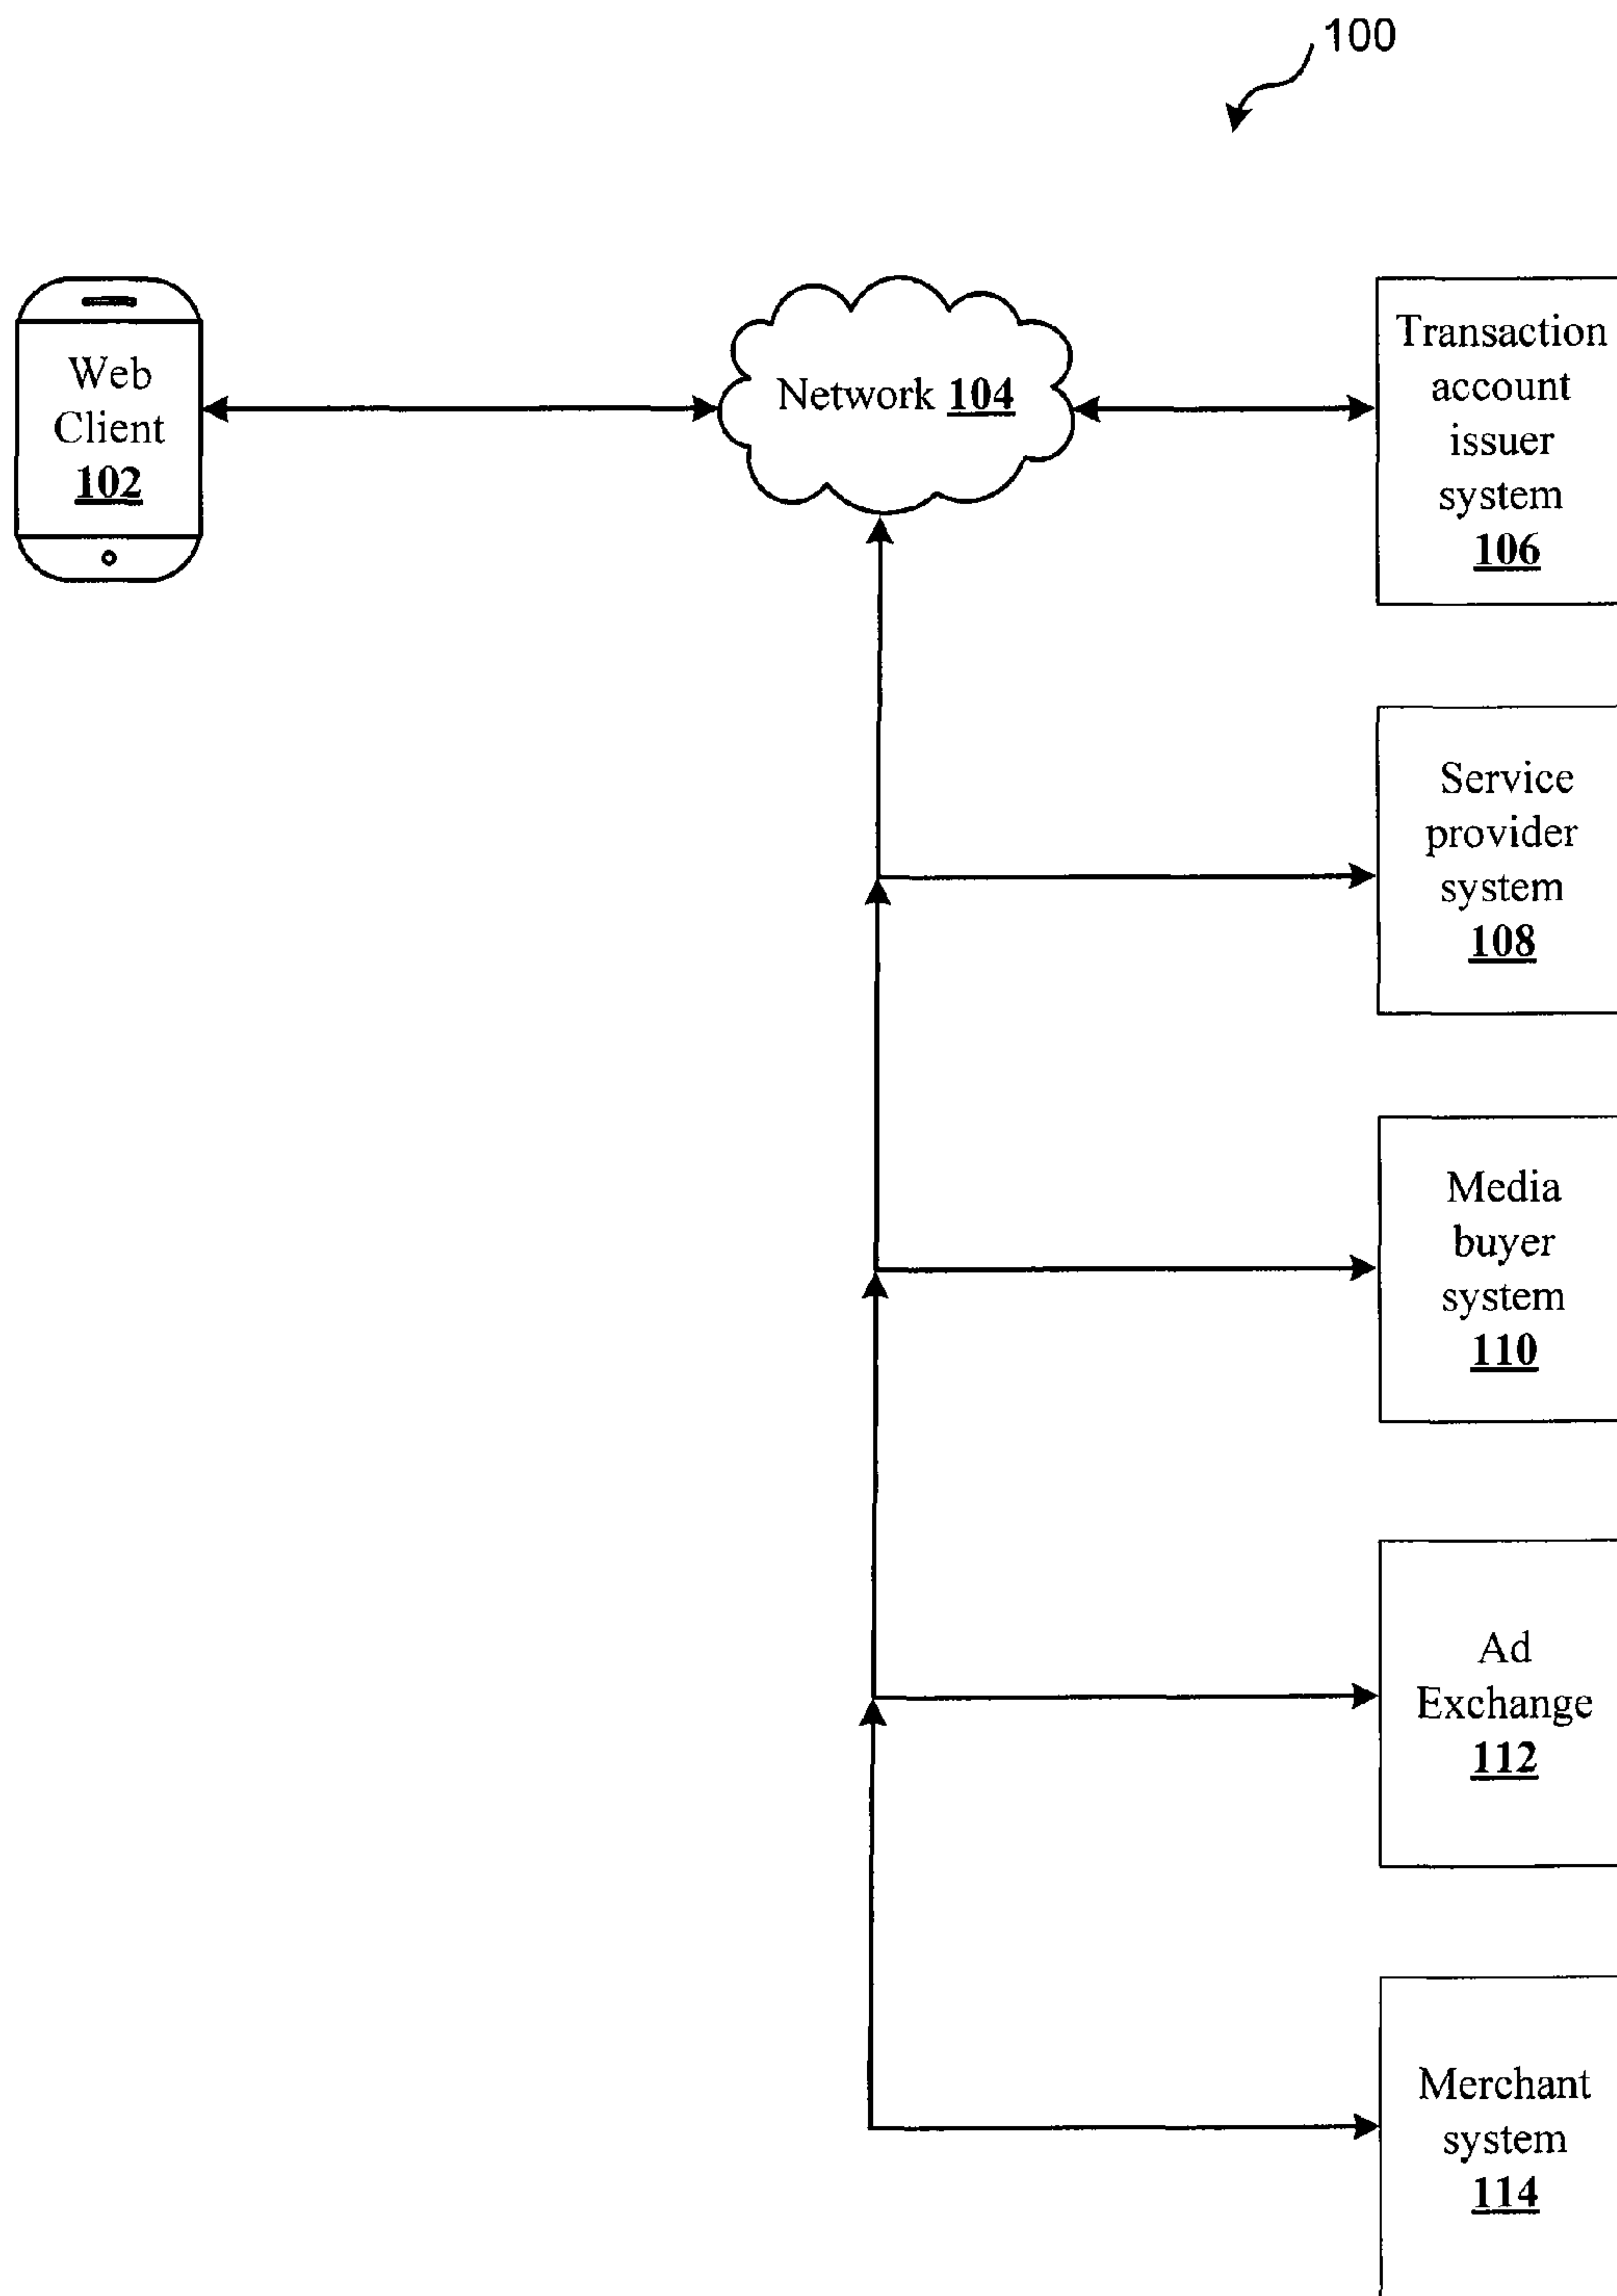 100
Web
Client
102
Network 104
Transaction
account
issuer
system
106
Service
provider
system
108
Media
buyer
system
110
Ad
Exchange
112
Merchant
system
114